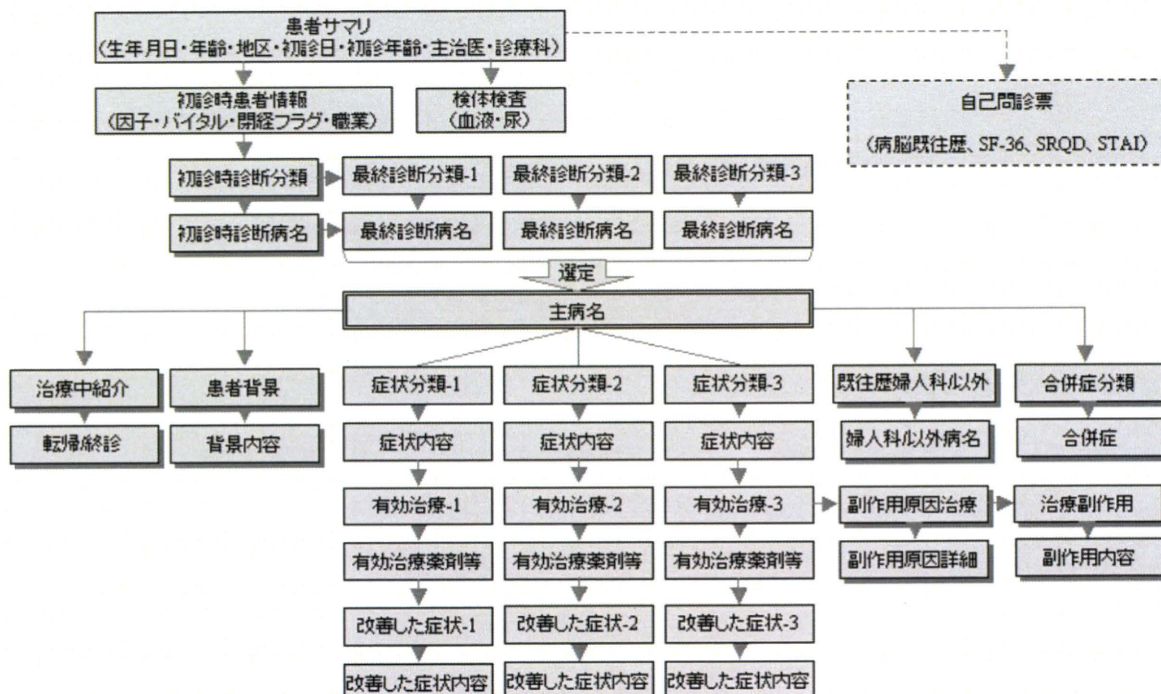 患者サマリ
(生年月日・年齢・地区・初診日・初診年齢・主治医・診療科)
初診時患者情報
(因子・バイタル・閉経フラグ・職業)
検体検査
(血液・尿)
自己問診票
(病脳既往歴、SF-36、SRQD、STAI)
初診時診断分類
最終診断分類-1
最終診断分類-2
最終診断分類-3
初診時診断病名
最終診断病名
最終診断病名
最終診断病名
選定
主病名
治療中紹介
患者背景
症状分類-1
症状分類-2
症状分類-3
既往歴婦人科以外
合併症分類
転帰/終診
背景内容
症状内容
症状内容
症状内容
婦人科以外病名
合併症
有効治療-1
有効治療-2
有効治療-3
副作用原因治療
治療副作用
有効治療薬剤等
有効治療薬剤等
有効治療薬剤等
副作用原因詳細
副作用内容
改善した症状-1
改善した症状-2
改善した症状-3
改善した症状内容
改善した症状内容
改善した症状内容